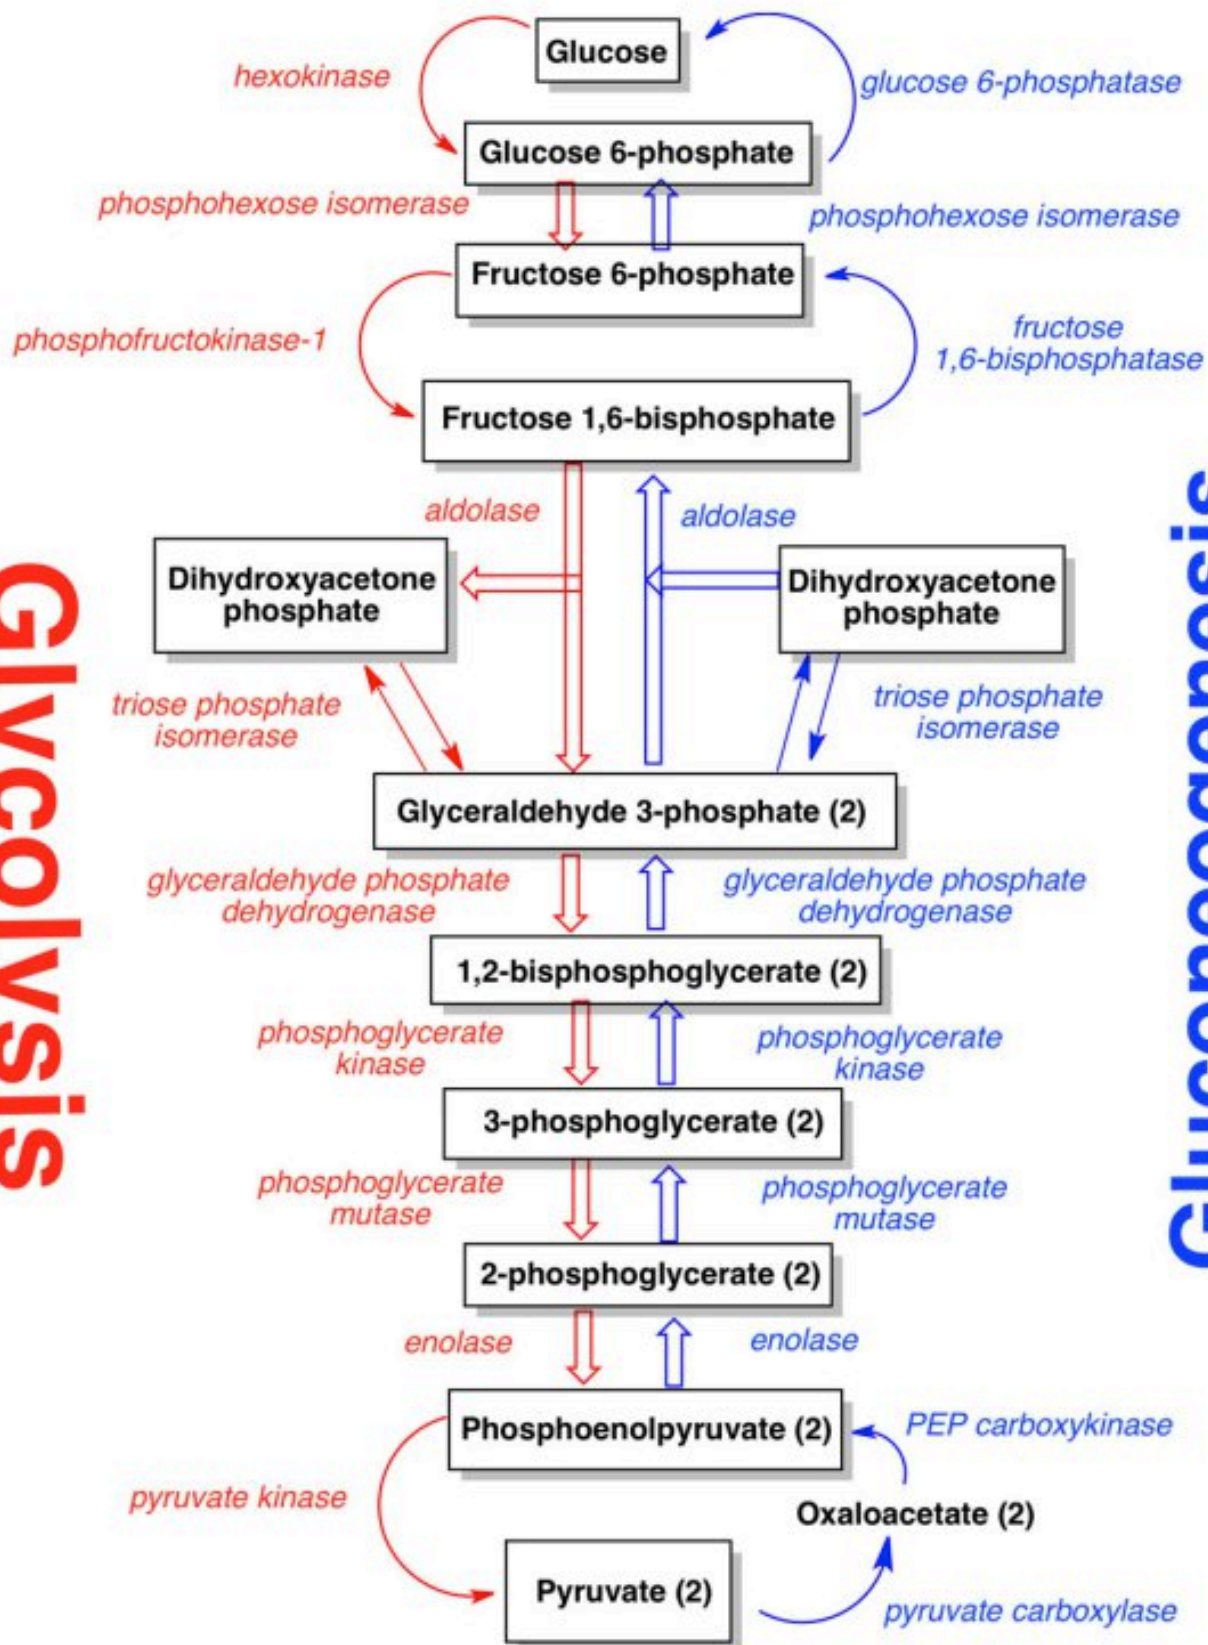 Glucose
hexokinase
glucose 6-phosphatase
Glucose 6-phosphate
phosphohexose isomerase
phosphohexose isomerase
Fructose 6-phosphate
phosphofructokinase-1
fructose
1,6-bisphosphatase
Fructose 1,6-bisphosphate
aldolase
aldolase
Dihydroxyacetone
phosphate
Dihydroxyacetone
phosphate
triose phosphate
isomerase
triose phosphate
isomerase
Glyceraldehyde 3-phosphate (2)
glyceraldehyde phosphate
dehydrogenase
glyceraldehyde phosphate
dehydrogenase
1,2-bisphosphoglycerate (2)
phosphoglycerate
kinase
phosphoglycerate
kinase
3-phosphoglycerate (2)
phosphoglycerate
mutase
phosphoglycerate
mutase
2-phosphoglycerate (2)
enolase
enolase
Phosphoenolpyruvate (2)
PEP carboxykinase
pyruvate kinase
Oxaloacetate (2)
Pyruvate (2)
pyruvate carboxylase
Glycolysis
Gluconeogenesis